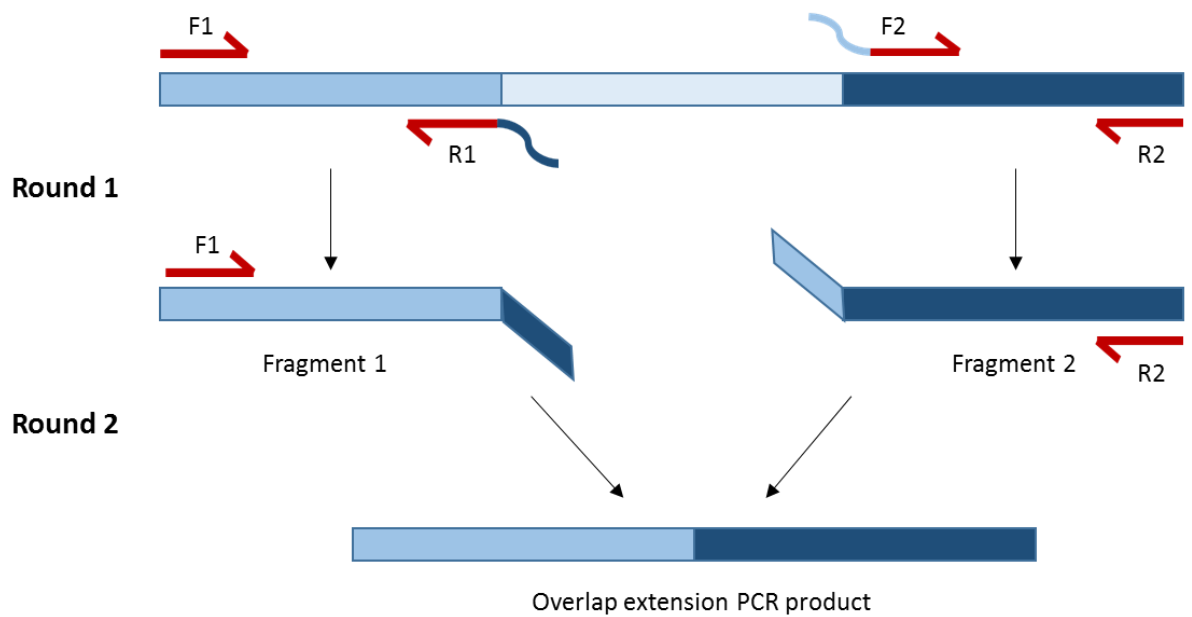 F1
F2
R1
R2
Round 1
F1
Fragment 1
Fragment 2
R2
Round 2
Overlap extension PCR product